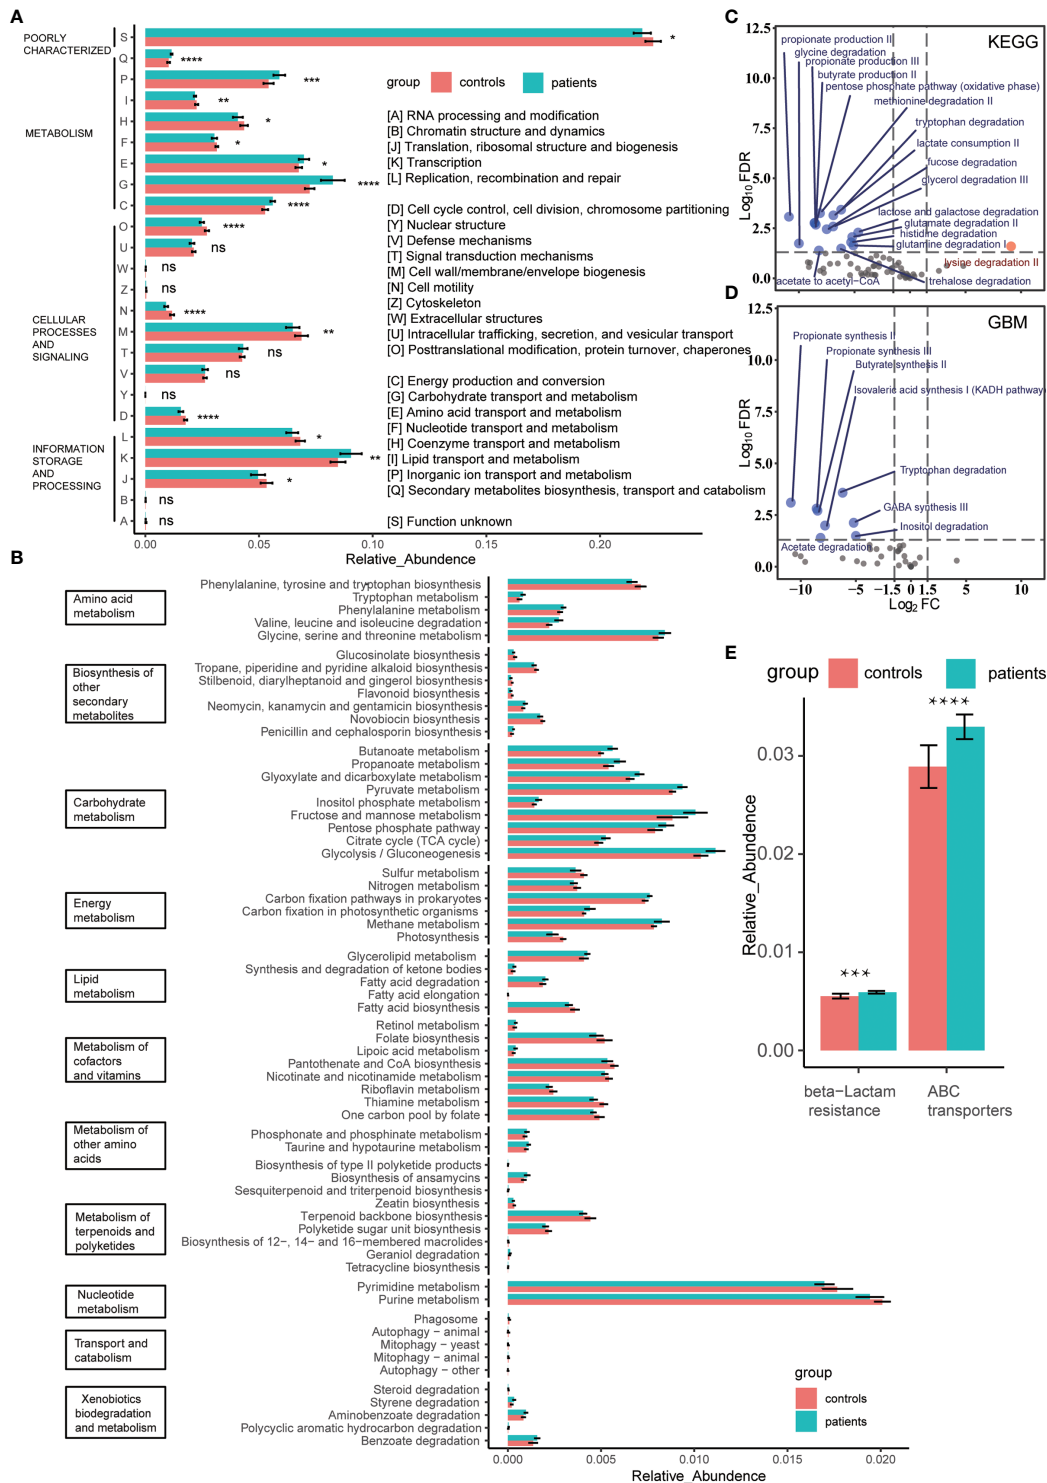 A
POORLY
CHARACTERIZED
METABOLISM
CELLULAR
PROCESSES
AND
SIGNALING
INFORMATION
STORAGE
AND
PROCESSING
S *
Q ****
P ***
I **
H *
F *
E *
G ****
C ****
O ****
U ns
W ns
Z ns
N ****
M **
T ns
V ns
Y ns
D ****
L *
K **
J *
B ns
A ns
group controls patients
[A] RNA processing and modification
[B] Chromatin structure and dynamics
[J] Translation, ribosomal structure and biogenesis
[K] Transcription
[L] Replication, recombination and repair
[D] Cell cycle control, cell division, chromosome partitioning
[Y] Nuclear structure
[V] Defense mechanisms
[T] Signal transduction mechanisms
[M] Cell wall/membrane/envelope biogenesis
[N] Cell motility
[Z] Cytoskeleton
[W] Extracellular structures
[U] Intracellular trafficking, secretion, and vesicular transport
[O] Posttranslational modification, protein turnover, chaperones
[C] Energy production and conversion
[G] Carbohydrate transport and metabolism
[E] Amino acid transport and metabolism
[F] Nucleotide transport and metabolism
[H] Coenzyme transport and metabolism
[I] Lipid transport and metabolism
[P] Inorganic ion transport and metabolism
[Q] Secondary metabolites biosynthesis, transport and catabolism
[S] Function unknown
0.00 0.05 0.10 0.15 0.20
Relative_Abundance
B
Amino acid
metabolism
Phenylalanine, tyrosine and tryptophan biosynthesis
Tryptophan metabolism
Phenylalanine metabolism
Valine, leucine and isoleucine degradation
Glycine, serine and threonine metabolism
Biosynthesis of
other
secondary
metabolites
Glucosinolate biosynthesis
Tropane, piperidine and pyridine alkaloid biosynthesis
Stilbenoid, diarylheptanoid and gingerol biosynthesis
Flavonoid biosynthesis
Neomycin, kanamycin and gentamicin biosynthesis
Novobiocin biosynthesis
Penicillin and cephalosporin biosynthesis
Carbohydrate
metabolism
Butanoate metabolism
Propanoate metabolism
Glyoxylate and dicarboxylate metabolism
Pyruvate metabolism
Inositol phosphate metabolism
Fructose and mannose metabolism
Pentose phosphate pathway
Citrate cycle (TCA cycle)
Glycolysis / Gluconeogenesis
Energy
metabolism
Sulfur metabolism
Nitrogen metabolism
Carbon fixation pathways in prokaryotes
Carbon fixation in photosynthetic organisms
Methane metabolism
Photosynthesis
Lipid
metabolism
Glycerolipid metabolism
Synthesis and degradation of ketone bodies
Fatty acid degradation
Fatty acid elongation
Fatty acid biosynthesis
Metabolism of
cofactors
and vitamins
Retinol metabolism
Folate biosynthesis
Lipoic acid metabolism
Pantothenate and CoA biosynthesis
Nicotinate and nicotinamide metabolism
Riboflavin metabolism
Thiamine metabolism
One carbon pool by folate
Metabolism of
other amino
acids
Phosphonate and phosphinate metabolism
Taurine and hypotaurine metabolism
Metabolism of
terpenoids and
polyketides
Biosynthesis of type II polyketide products
Biosynthesis of ansamycins
Sesquiterpenoid and triterpenoid biosynthesis
Zeatin biosynthesis
Terpenoid backbone biosynthesis
Polyketide sugar unit biosynthesis
Biosynthesis of 12−, 14− and 16−membered macrolides
Geraniol degradation
Tetracycline biosynthesis
Nucleotide
metabolism
Pyrimidine metabolism
Purine metabolism
Transport and
catabolism
Phagosome
Autophagy − animal
Mitophagy − yeast
Mitophagy − animal
Autophagy − other
Xenobiotics
biodegradation
and metabolism
Steroid degradation
Styrene degradation
Aminobenzoate degradation
Polycyclic aromatic hydrocarbon degradation
Benzoate degradation
group
controls
patients
0.000 0.005 0.010 0.015 0.020
Relative_Abundance
C
KEGG
Log10 FDR
12.5
10.0
7.5
5.0
2.5
0.0
propionate production II
glycine degradation
propionate production III
butyrate production II
pentose phosphate pathway (oxidative phase)
methionine degradation II
tryptophan degradation
lactate consumption II
fucose degradation
glycerol degradation III
lactose and galactose degradation
glutamate degradation II
histidine degradation
glutamine degradation I
lysine degradation II
acetate to acetyl−CoA
trehalose degradation
D
GBM
Log10 FDR
12.5
10.0
7.5
5.0
2.5
0.0
Propionate synthesis II
Propionate synthesis III
Butyrate synthesis II
Isovaleric acid synthesis I (KADH pathway)
Tryptophan degradation
GABA synthesis III
Inositol degradation
Acetate degradation
−10 −5 −1.5 0 1.5 5 10
Log2 FC
E
group controls patients
Relative_Abundence
0.03
0.02
0.01
0.00
***
****
beta−Lactam
resistance
ABC
transporters